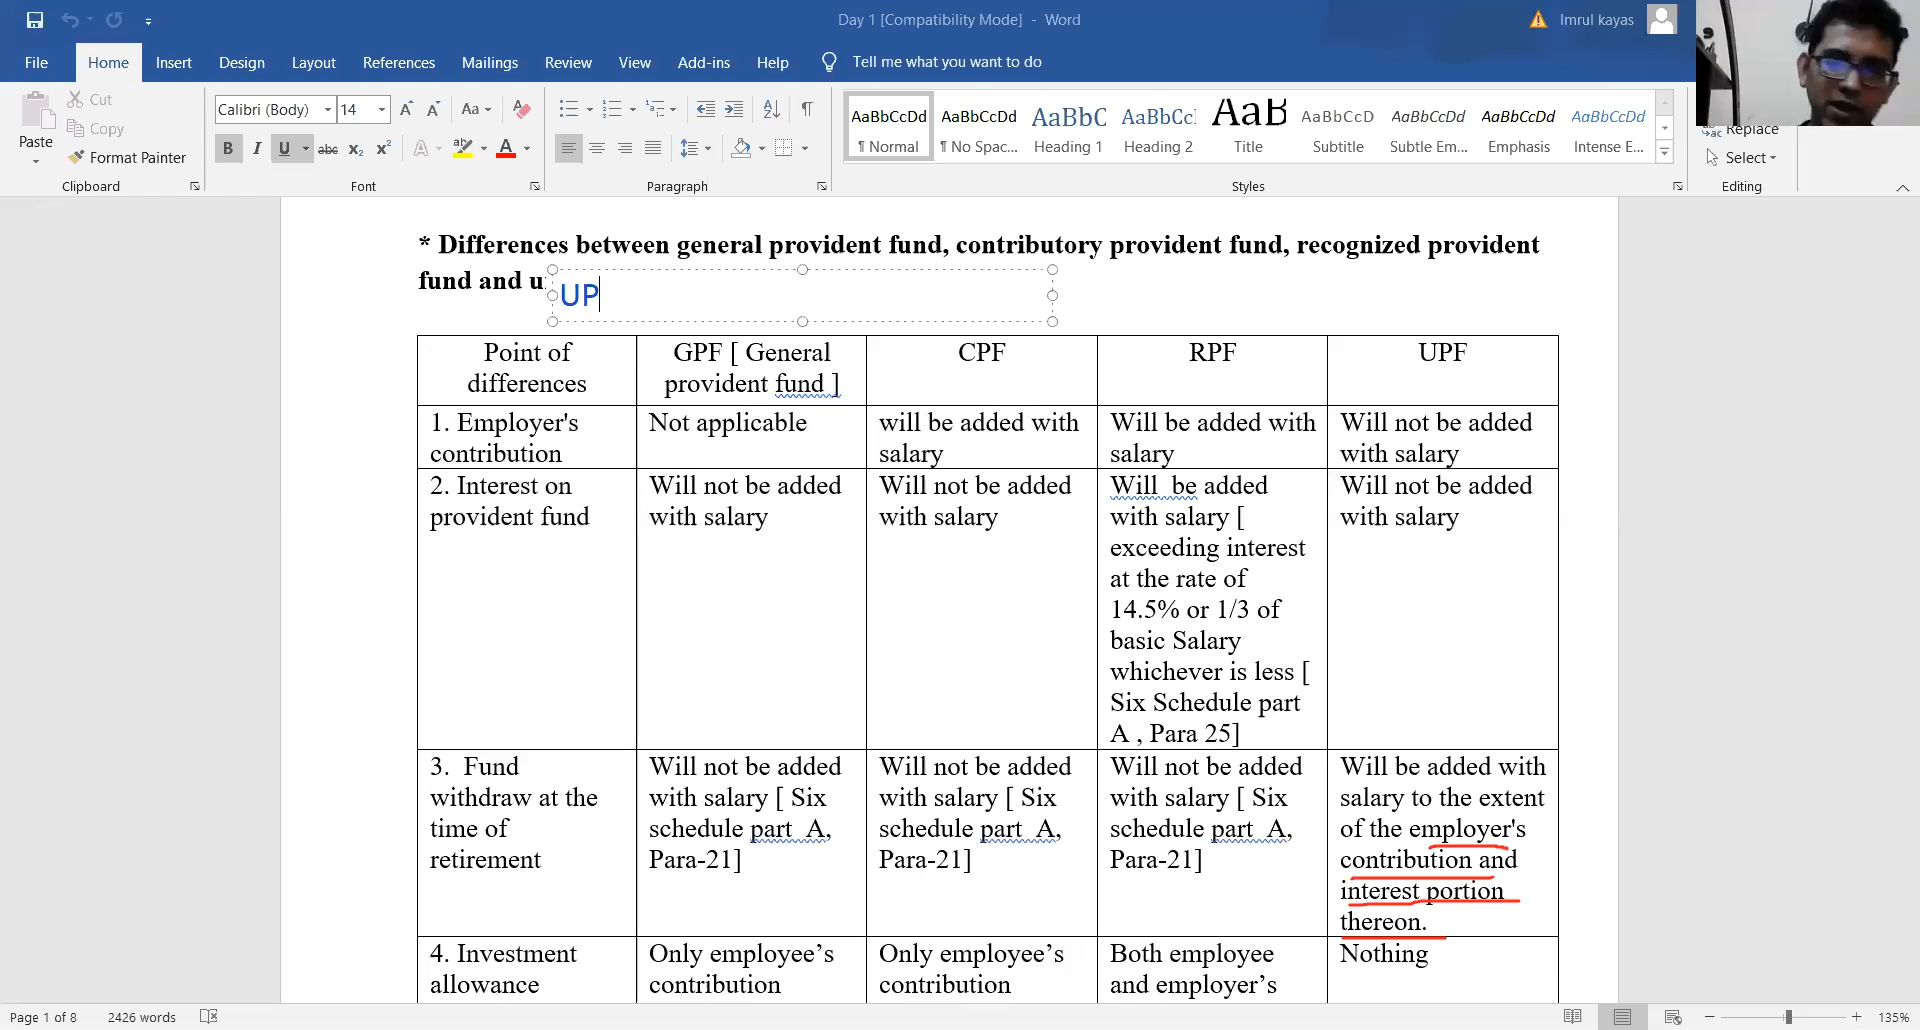 Day 1 [Compatibility Mode] - Word
Imrul kayas
File Home Insert Design Layout References Mailings Review View Add-ins Help Tell me what you want to do
Paste
Cut
Copy
Format Painter
Clipboard
Calibri (Body) 14 Aa
B I U abc x₂ x² A A
Font
Paragraph
AaBbCcDd AaBbCcDd AaBbC AaBbCcl AaB AaBbCcD AaBbCcDd AaBbCcDd AaBbCcDd
¶ Normal ¶ No Spac... Heading 1 Heading 2 Title Subtitle Subtle Em... Emphasis Intense E...
Styles
Replace
Select
Editing
* Differences between general provident fund, contributory provident fund, recognized provident
fund and u
UP
Point of
differences
GPF [ General
provident fund ]
CPF
RPF
UPF
1. Employer's
contribution
Not applicable
will be added with
salary
Will be added with
salary
Will not be added
with salary
2. Interest on
provident fund
Will not be added
with salary
Will not be added
with salary
Will be added
with salary [
exceeding interest
at the rate of
14.5% or 1/3 of
basic Salary
whichever is less [
Six Schedule part
A , Para 25]
Will not be added
with salary
3. Fund
withdraw at the
time of
retirement
Will not be added
with salary [ Six
schedule part A,
Para-21]
Will not be added
with salary [ Six
schedule part A,
Para-21]
Will not be added
with salary [ Six
schedule part A,
Para-21]
Will be added with
salary to the extent
of the employer's
contribution and
interest portion
thereon.
4. Investment
allowance
Only employee’s
contribution
Only employee’s
contribution
Both employee
and employer’s
Nothing
Page 1 of 8 2426 words
135%